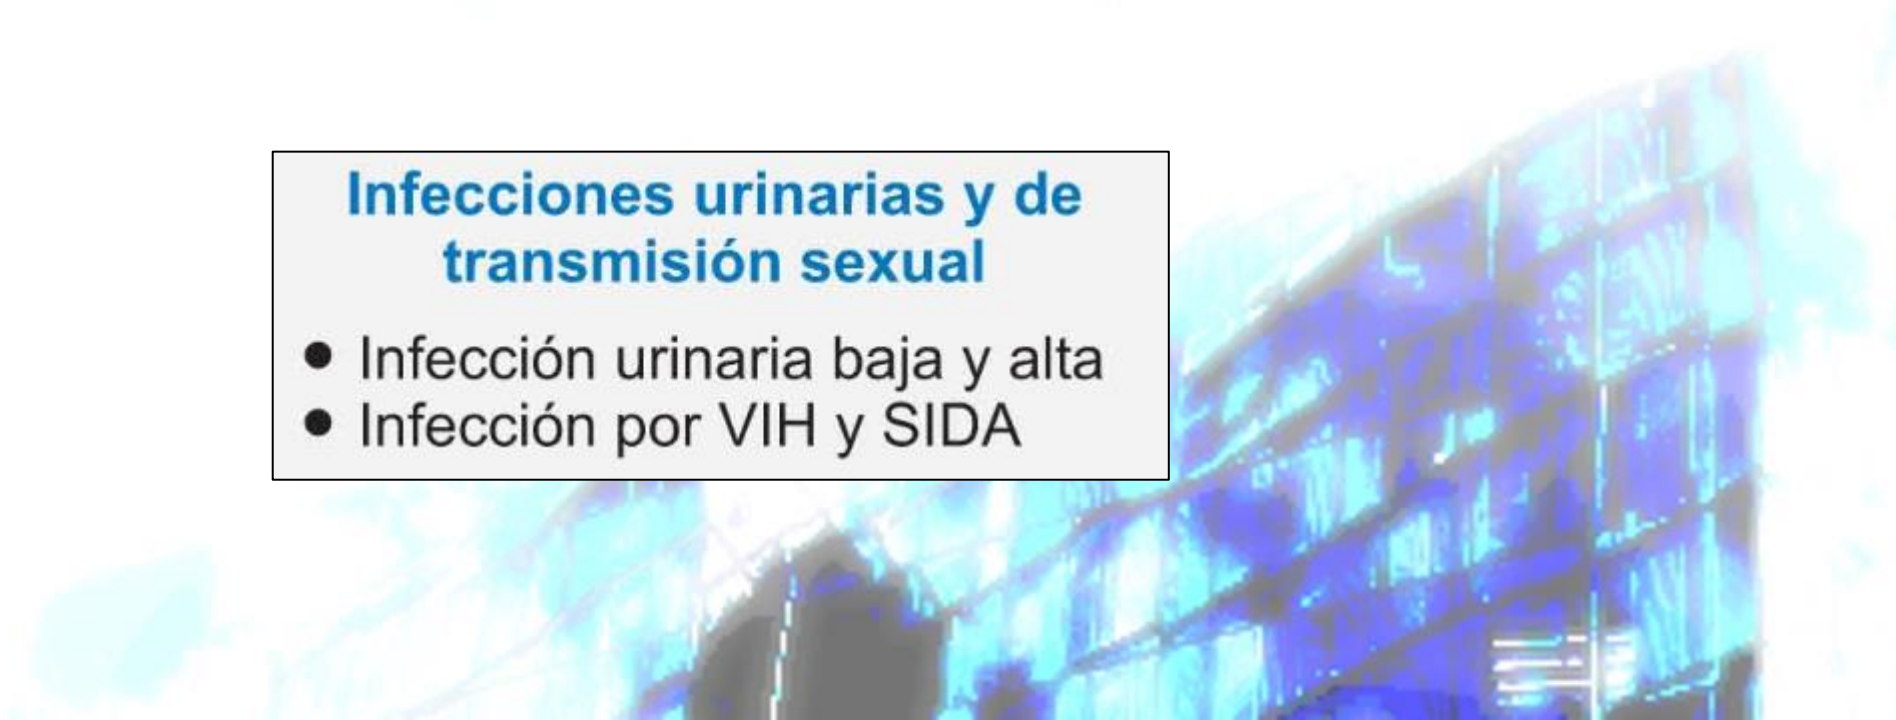 Infecciones urinarias y de
transmisión sexual
● Infección urinaria baja y alta
● Infección por VIH y SIDA